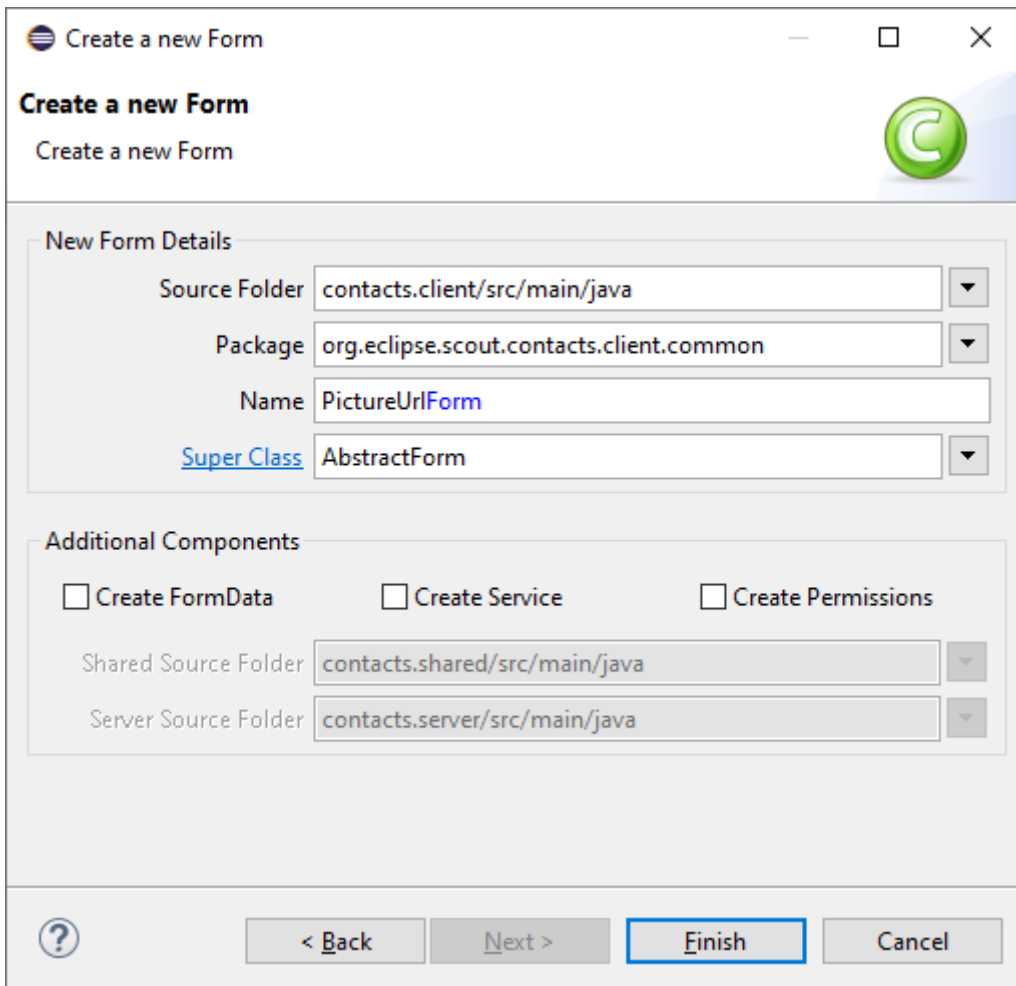 Create a new Form
Create a new Form
Create a new Form
New Form Details
Source Folder contacts.client/src/main/java
Package org.eclipse.scout.contacts.client.common
Name PictureUrlForm
Super Class AbstractForm
Additional Components
Create FormData Create Service Create Permissions
Shared Source Folder contacts.shared/src/main/java
Server Source Folder contacts.server/src/main/java
? < Back Next > Finish Cancel